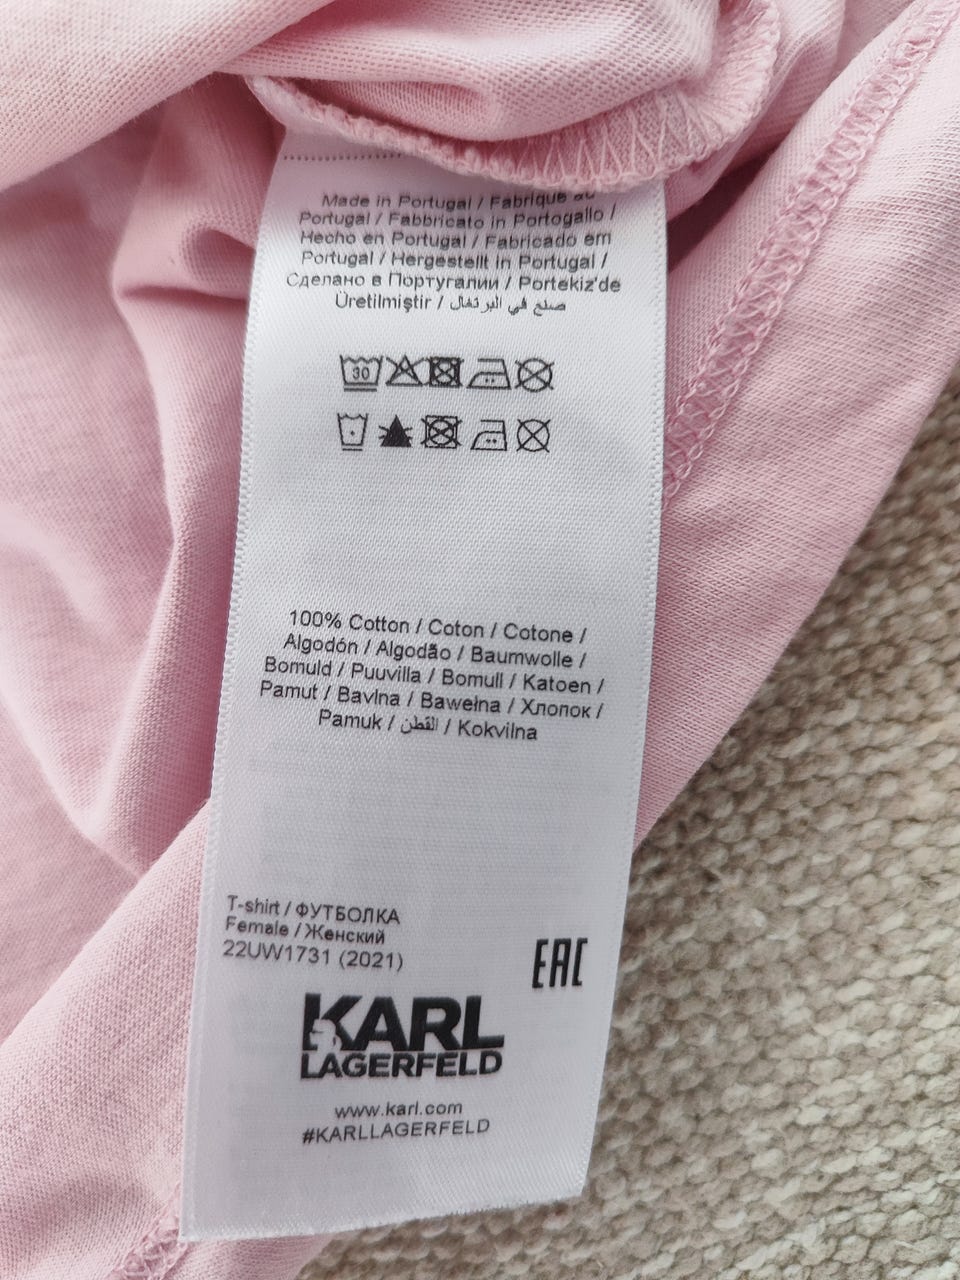 Made in Portugal / Fabriqué au
Portugal / Fabbricato in Portogallo /
Hecho en Portugal / Fabricado em
Portugal / Hergestellt in Portugal /
Сделано в Португалии / Portekiz'de
Üretilmiştir / صنع في البرتغال
30
100% Cotton / Coton / Cotone /
Algodón / Algodão / Baumwolle /
Bomuld / Puuvilla / Bomull / Katoen /
Pamut / Bavlna / Bawełna / Хлопок /
Pamuk / القطن / Kokvilna
T-shirt / ФУТБОЛКА
Female / Женский
22UW1731 (2021)
EAC
KARL
LAGERFELD
www.karl.com
#KARLLAGERFELD